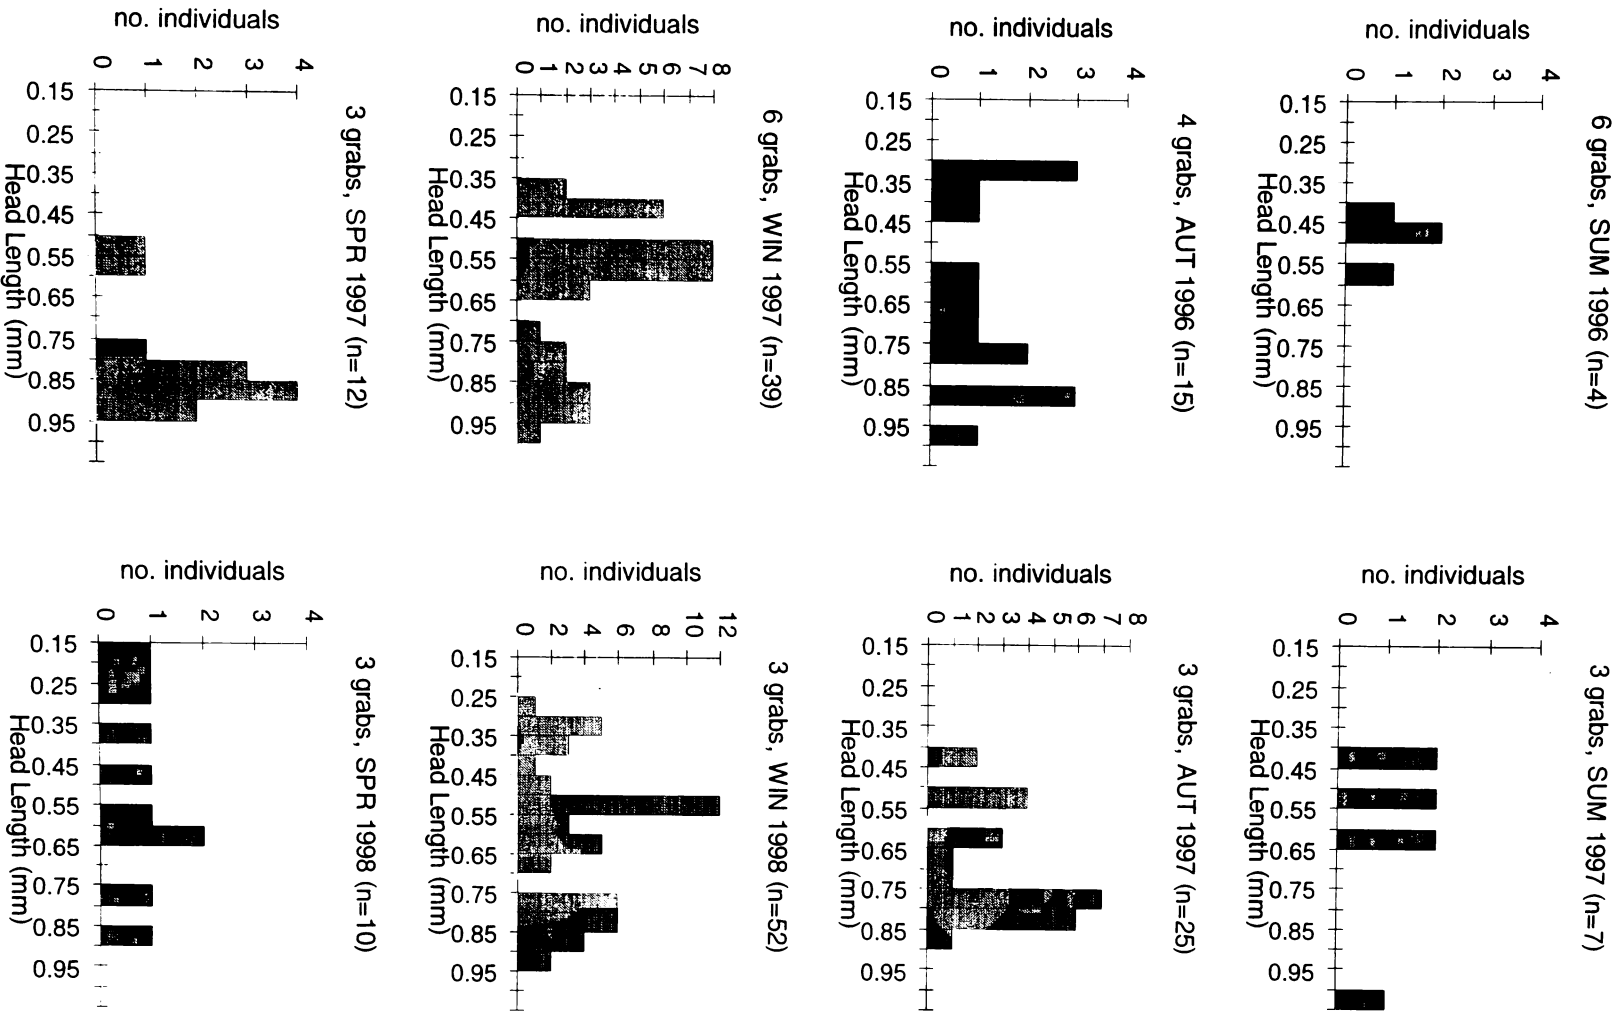 6 grabs, SUM 1996 (n=4)
no. individuals
4
3
2
1
0
0.15 0.25 0.35 0.45 0.55 0.65 0.75 0.85 0.95
Head Length (mm)
3 grabs, SUM 1997 (n=7)
no. individuals
4
3
2
1
0
0.15 0.25 0.35 0.45 0.55 0.65 0.75 0.85 0.95
Head Length (mm)
4 grabs, AUT 1996 (n=15)
no. individuals
4
3
2
1
0
0.15 0.25 0.35 0.45 0.55 0.65 0.75 0.85 0.95
Head Length (mm)
3 grabs, AUT 1997 (n=25)
no. individuals
8
7
6
5
4
3
2
1
0
0.15 0.25 0.35 0.45 0.55 0.65 0.75 0.85 0.95
Head Length (mm)
6 grabs, WIN 1997 (n=39)
no. individuals
8
7
6
5
4
3
2
1
0
0.15 0.25 0.35 0.45 0.55 0.65 0.75 0.85 0.95
Head Length (mm)
3 grabs, WIN 1998 (n=52)
no. individuals
12
10
8
6
4
2
0
0.15 0.25 0.35 0.45 0.55 0.65 0.75 0.85 0.95
Head Length (mm)
3 grabs, SPR 1997 (n=12)
no. individuals
4
3
2
1
0
0.15 0.25 0.35 0.45 0.55 0.65 0.75 0.85 0.95
Head Length (mm)
3 grabs, SPR 1998 (n=10)
no. individuals
4
3
2
1
0
0.15 0.25 0.35 0.45 0.55 0.65 0.75 0.85 0.95
Head Length (mm)